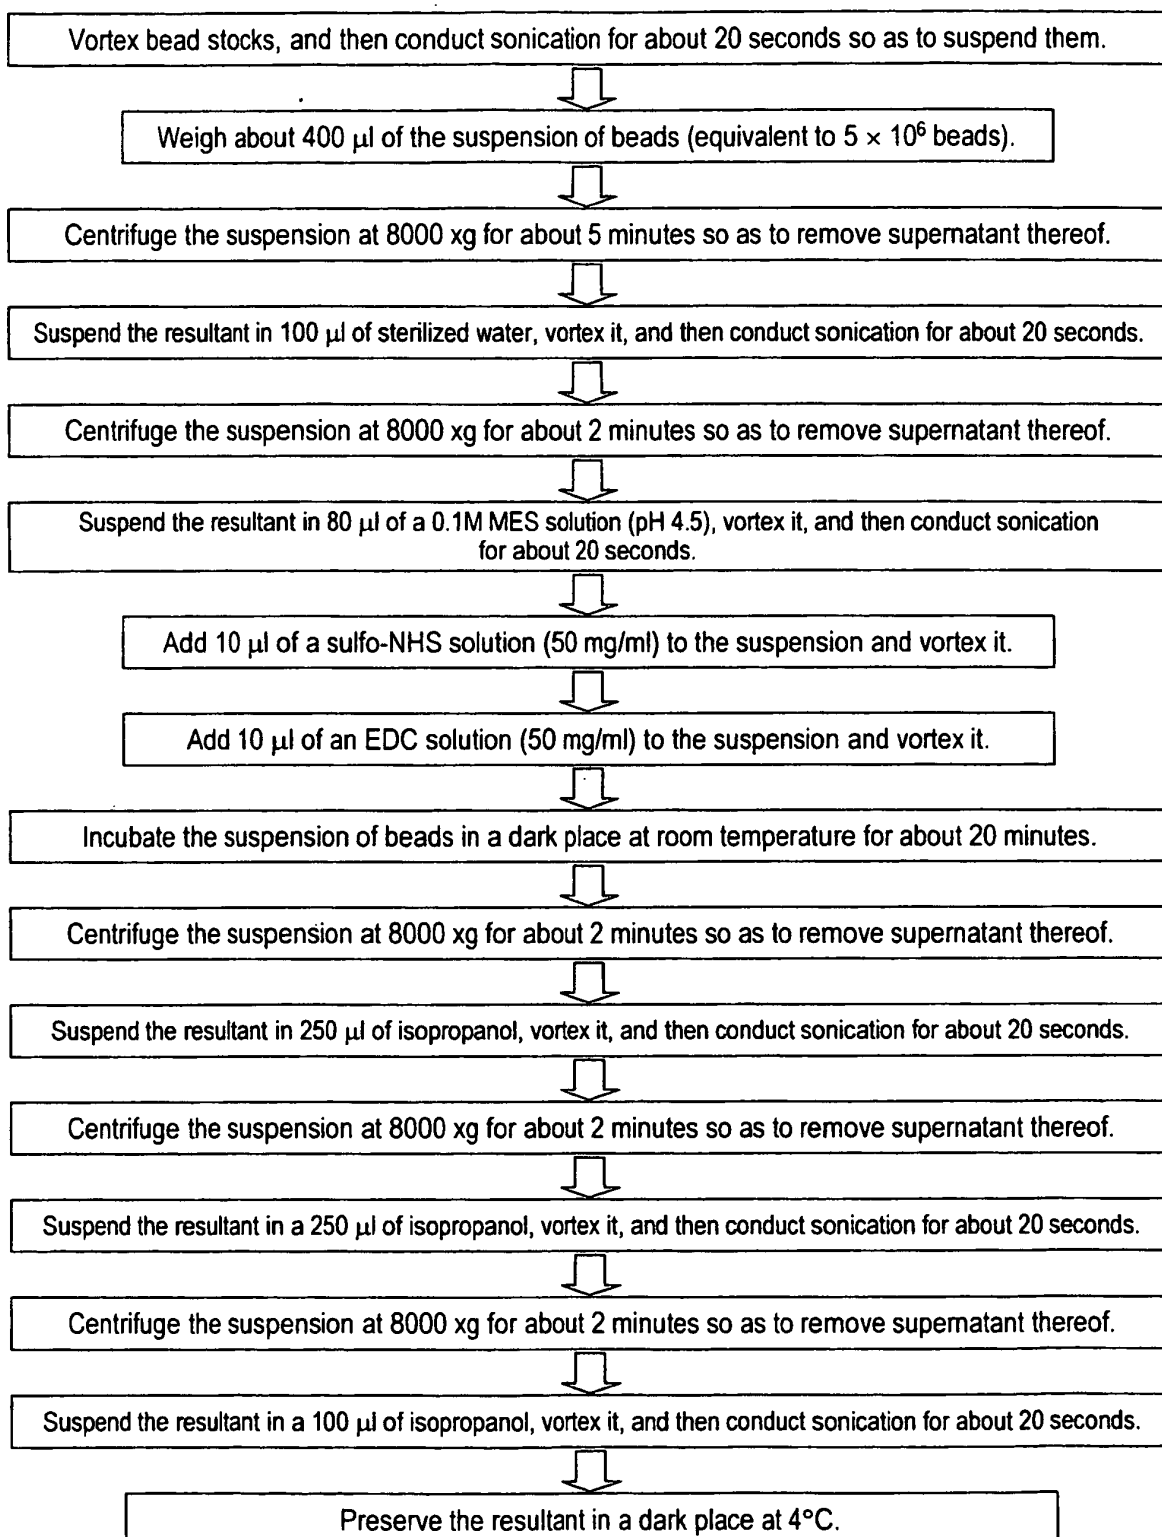 Vortex bead stocks, and then conduct sonication for about 20 seconds so as to suspend them.
Weigh about 400 µl of the suspension of beads (equivalent to 5 × 10⁶ beads).
Centrifuge the suspension at 8000 xg for about 5 minutes so as to remove supernatant thereof.
Suspend the resultant in 100 µl of sterilized water, vortex it, and then conduct sonication for about 20 seconds.
Centrifuge the suspension at 8000 xg for about 2 minutes so as to remove supernatant thereof.
Suspend the resultant in 80 µl of a 0.1M MES solution (pH 4.5), vortex it, and then conduct sonication
for about 20 seconds.
Add 10 µl of a sulfo-NHS solution (50 mg/ml) to the suspension and vortex it.
Add 10 µl of an EDC solution (50 mg/ml) to the suspension and vortex it.
Incubate the suspension of beads in a dark place at room temperature for about 20 minutes.
Centrifuge the suspension at 8000 xg for about 2 minutes so as to remove supernatant thereof.
Suspend the resultant in 250 µl of isopropanol, vortex it, and then conduct sonication for about 20 seconds.
Centrifuge the suspension at 8000 xg for about 2 minutes so as to remove supernatant thereof.
Suspend the resultant in a 250 µl of isopropanol, vortex it, and then conduct sonication for about 20 seconds.
Centrifuge the suspension at 8000 xg for about 2 minutes so as to remove supernatant thereof.
Suspend the resultant in a 100 µl of isopropanol, vortex it, and then conduct sonication for about 20 seconds.
Preserve the resultant in a dark place at 4°C.